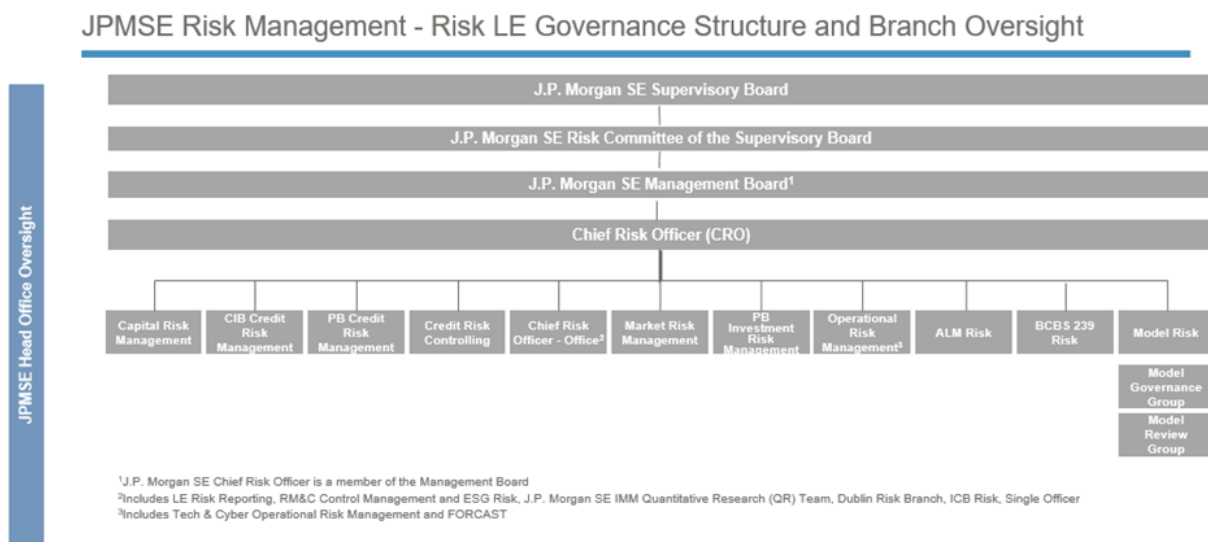 JPMSE Risk Management - Risk LE Governance Structure and Branch Oversight
JPMSE Head Office Oversight
J.P. Morgan SE Supervisory Board
J.P. Morgan SE Risk Committee of the Supervisory Board
J.P. Morgan SE Management Board¹
Chief Risk Officer (CRO)
Capital Risk
Management
CIB Credit
Risk
Management
PB Credit
Risk
Management
Credit Risk
Controlling
Chief Risk
Officer - Office²
Market Risk
Management
PB
Investment
Risk
Management
Operational
Risk
Management³
ALM Risk
BCBS 239
Risk
Model Risk
Model
Governance
Group
Model
Review
Group
¹J.P. Morgan SE Chief Risk Officer is a member of the Management Board
²Includes LE Risk Reporting, RM&C Control Management and ESG Risk, J.P. Morgan SE IMM Quantitative Research (QR) Team, Dublin Risk Branch, ICB Risk, Single Officer
³Includes Tech & Cyber Operational Risk Management and FORCAST